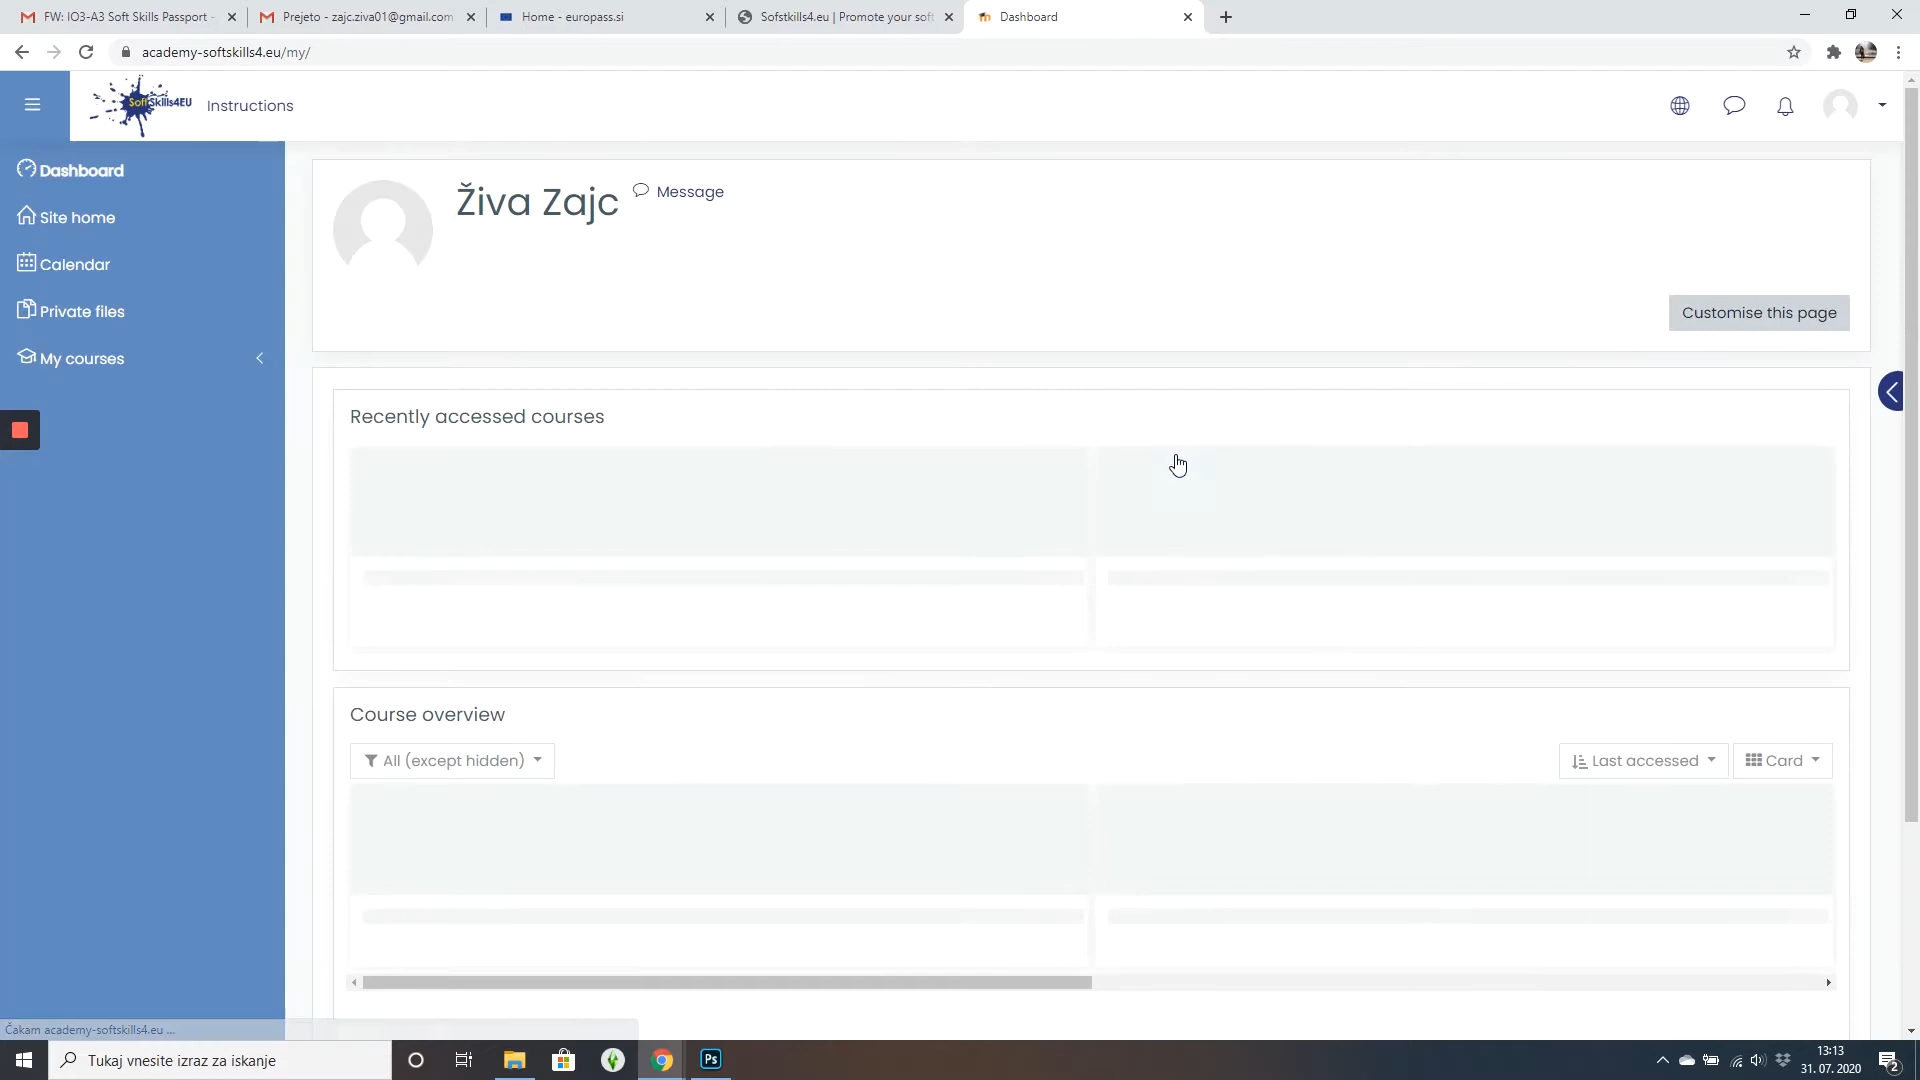 FW: IO3-A3 Soft Skills Passport -
Prejeto - zajc.ziva01@gmail.com
Home - europass.si
Sofstkills4.eu | Promote your soft
Dashboard
academy-softskills4.eu/my/
SoftSkills4EU
Instructions
Dashboard
Site home
Calendar
Private files
My courses
Živa Zajc
Message
Customise this page
Recently accessed courses
Course overview
All (except hidden)
Last accessed
Card
Čakam academy-softskills4.eu ...
Tukaj vnesite izraz za iskanje
Ps
13:13
31. 07. 2020
2